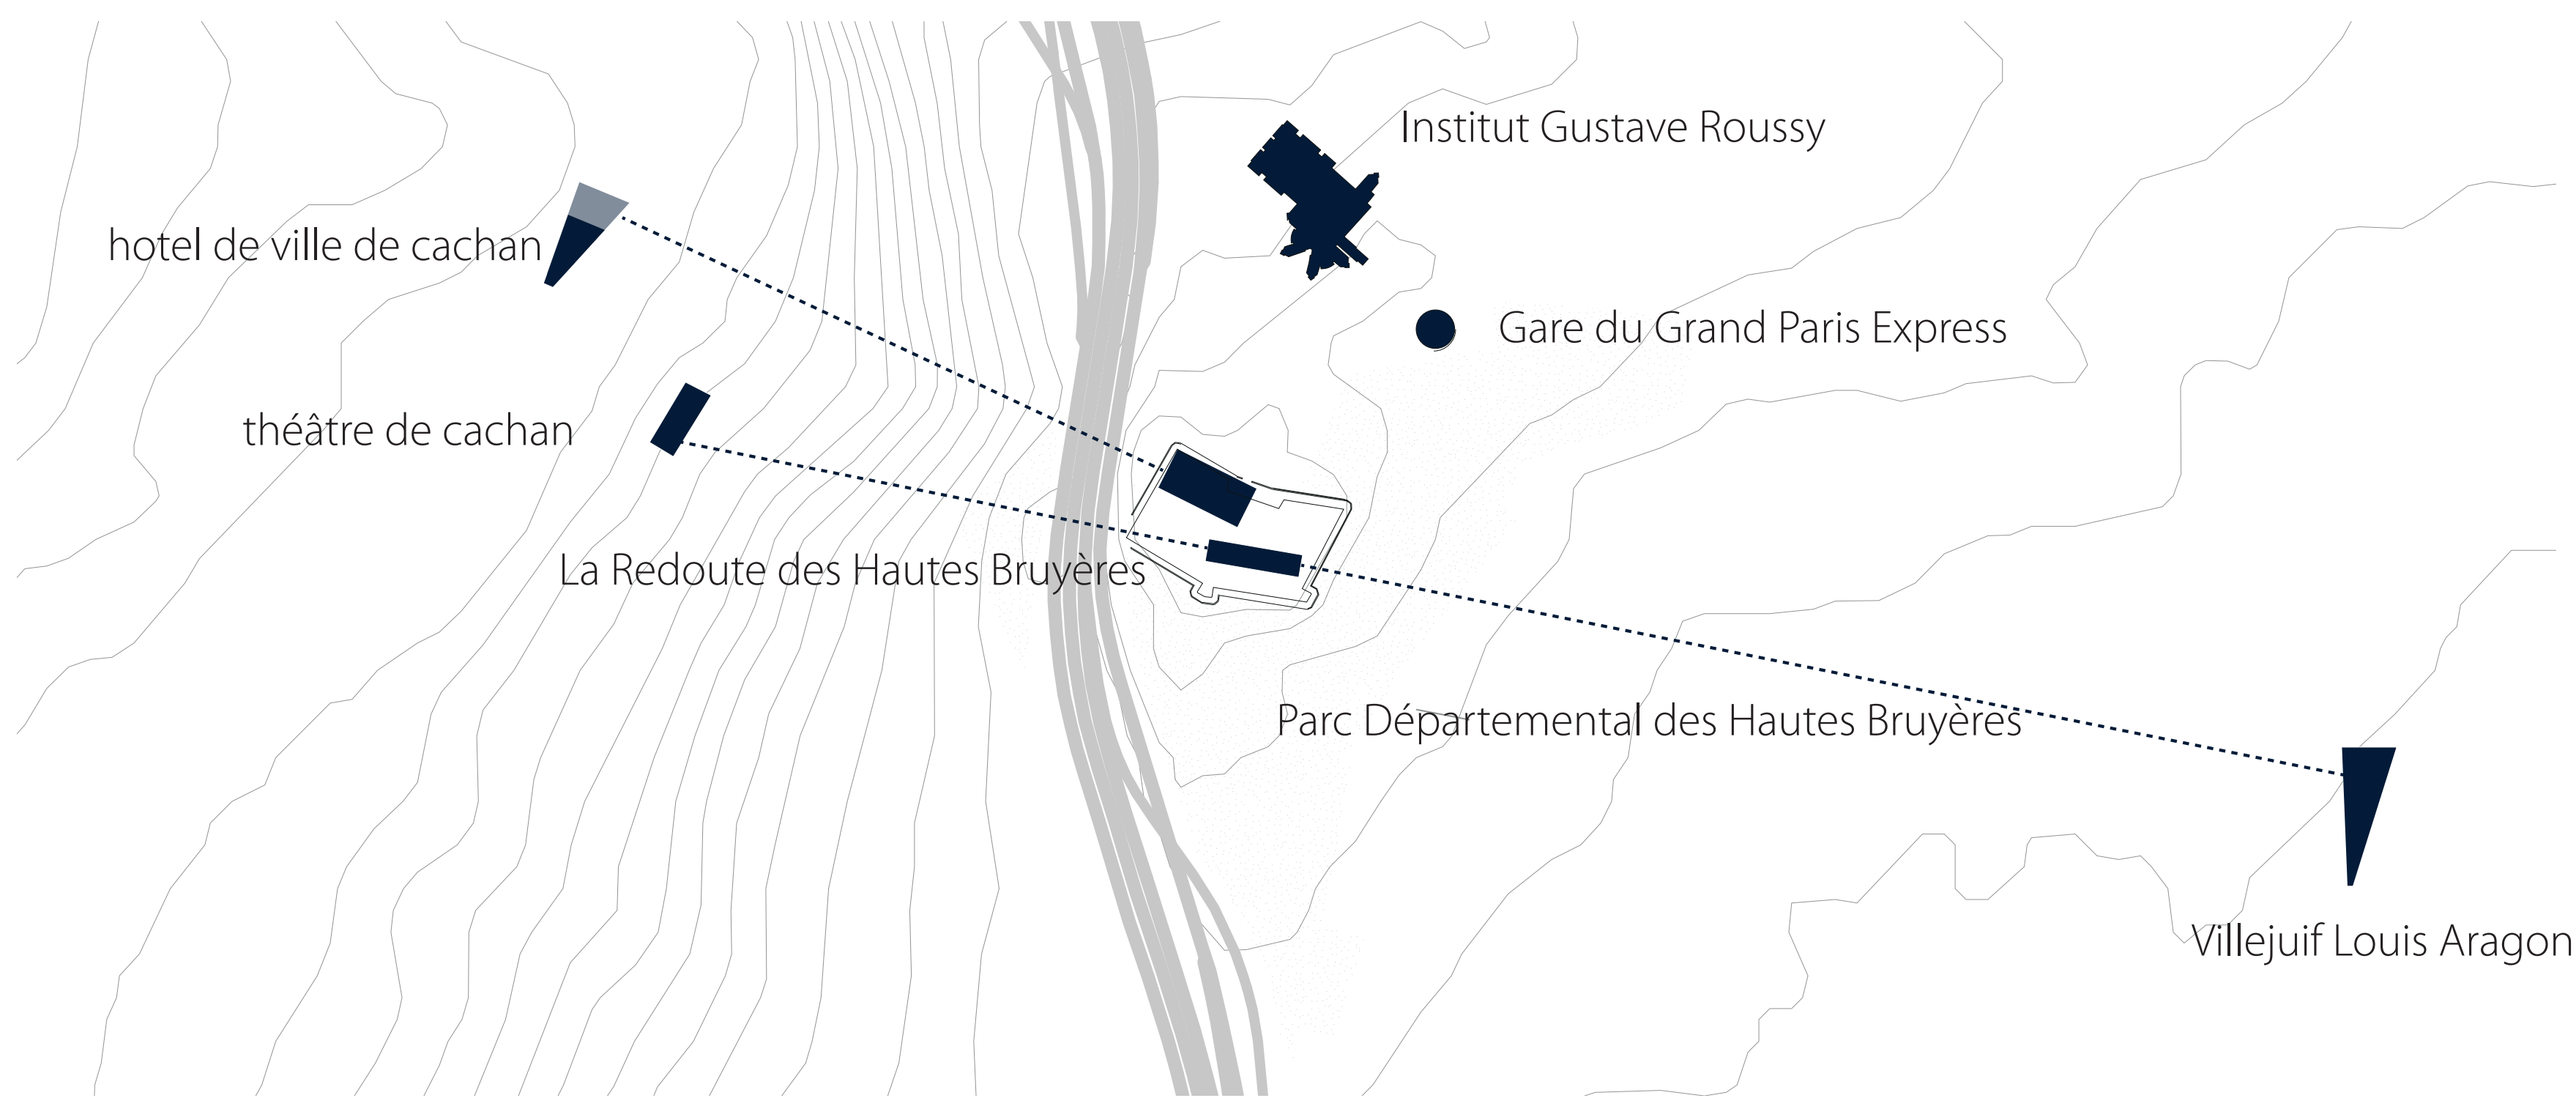 Institut Gustave Roussy
hotel de ville de cachan
Gare du Grand Paris Express
théâtre de cachan
La Redoute des Hautes Bruyères
Parc Départemental des Hautes Bruyères
Villejuif Louis Aragon